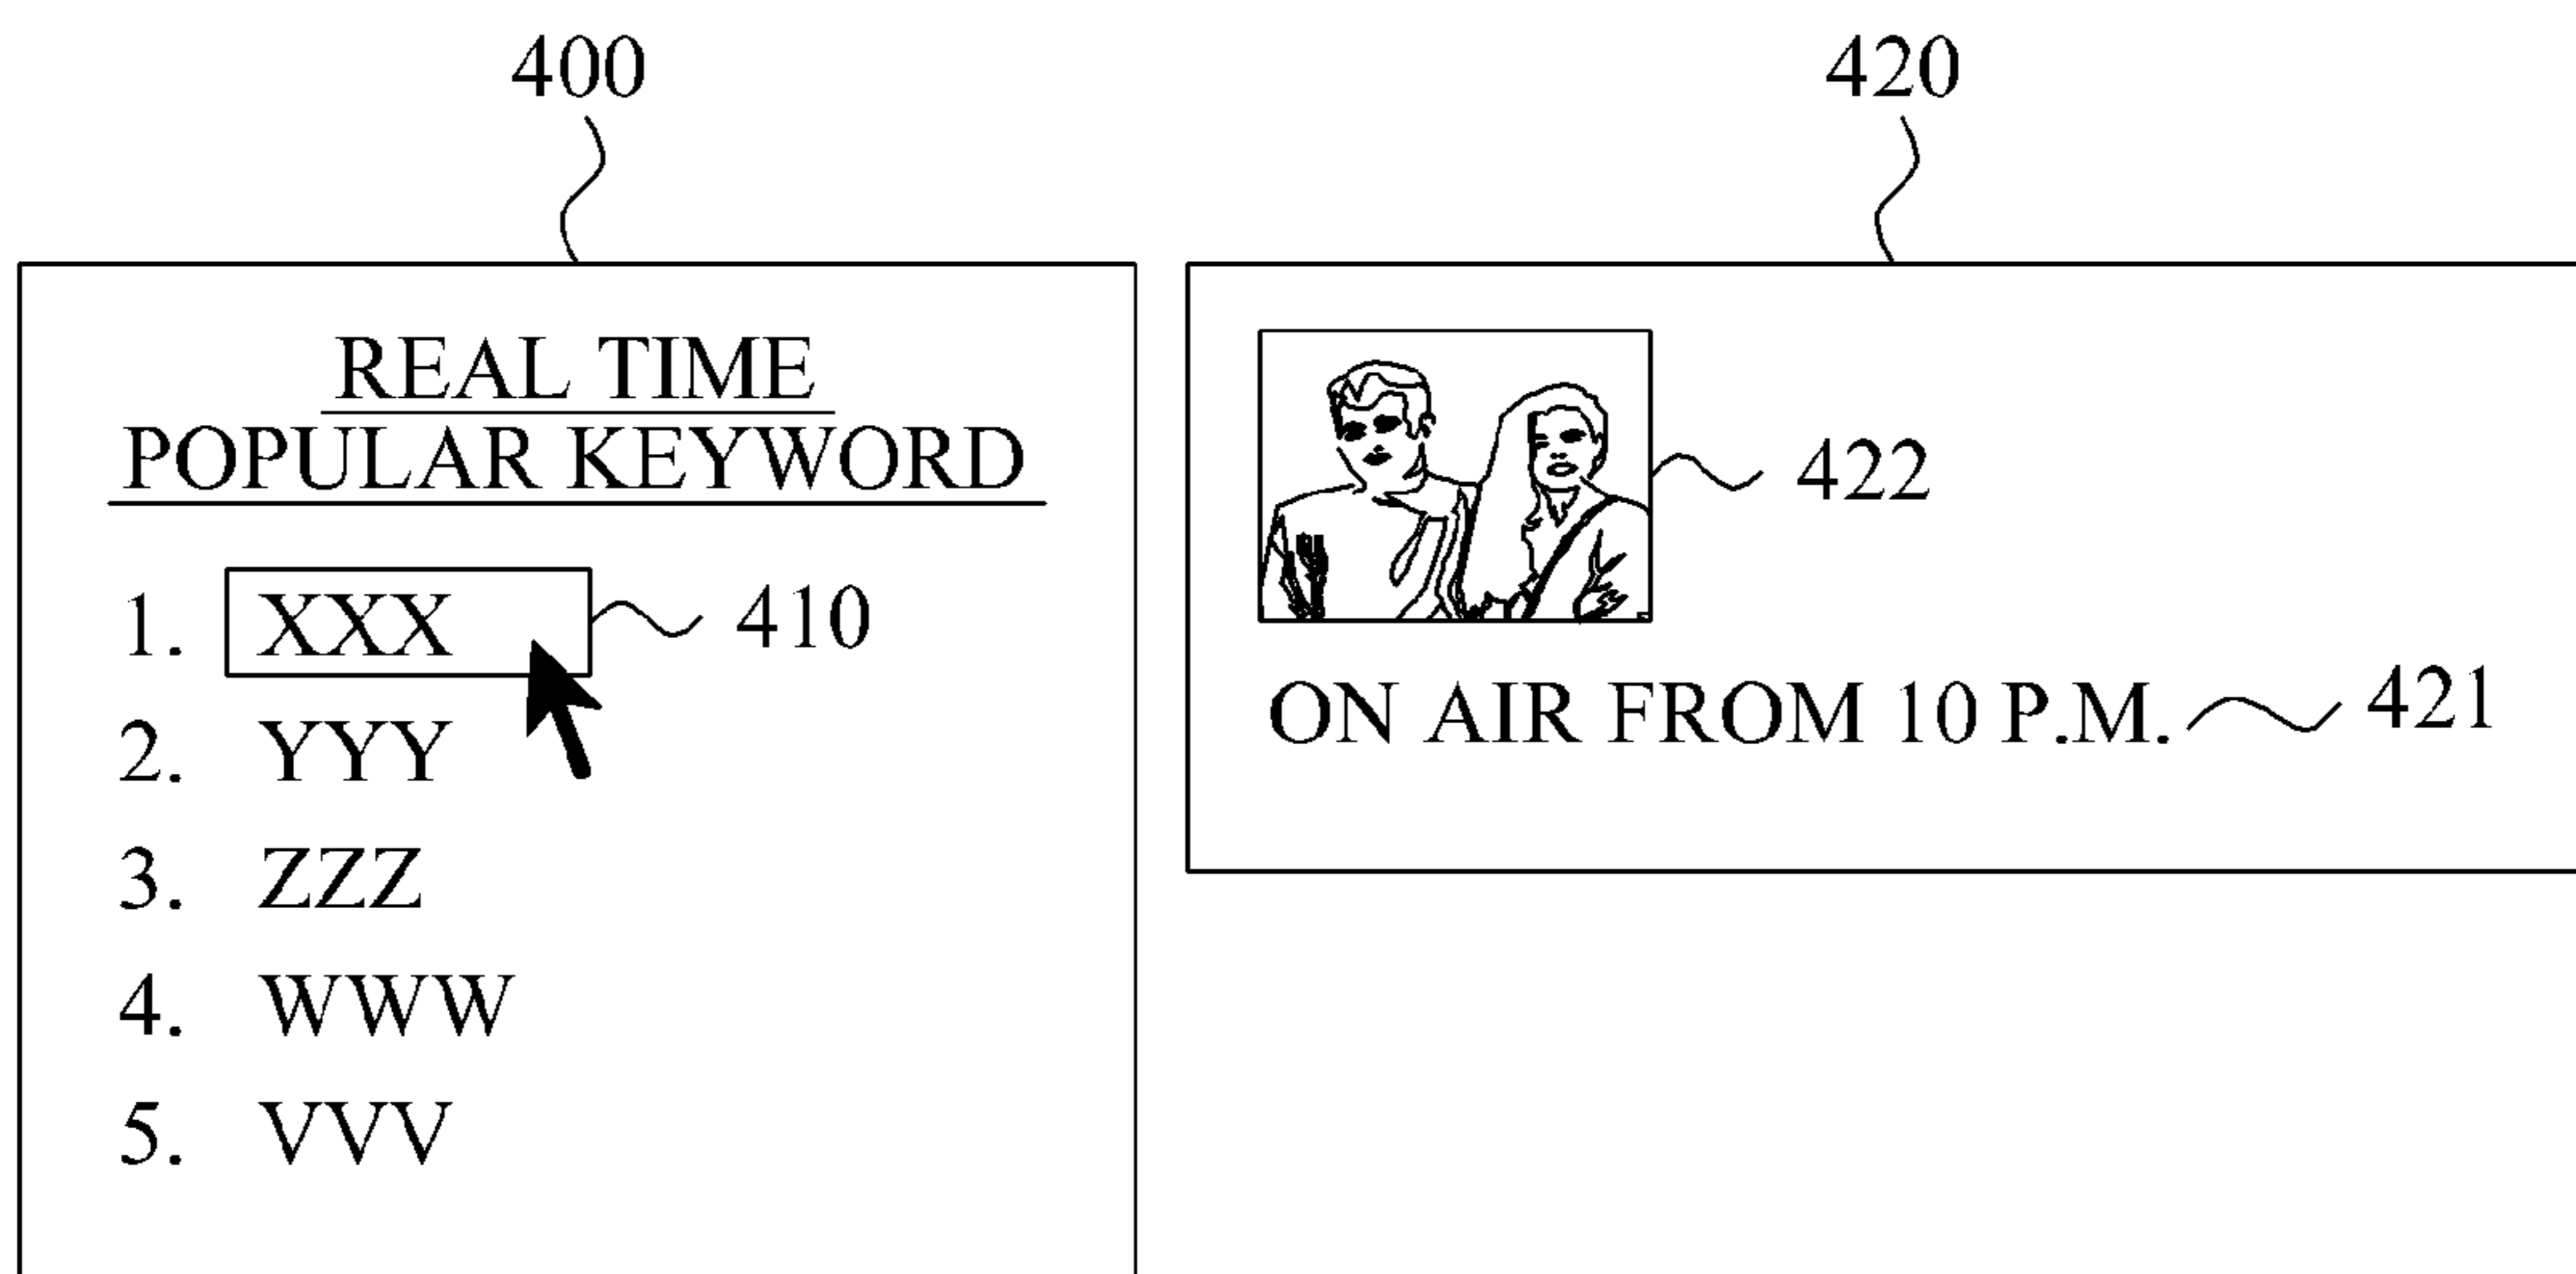 400
420
REAL TIME
POPULAR KEYWORD
1. XXX
410
2. YYY
3. ZZZ
4. WWW
5. VVV
422
ON AIR FROM 10 P.M.
421